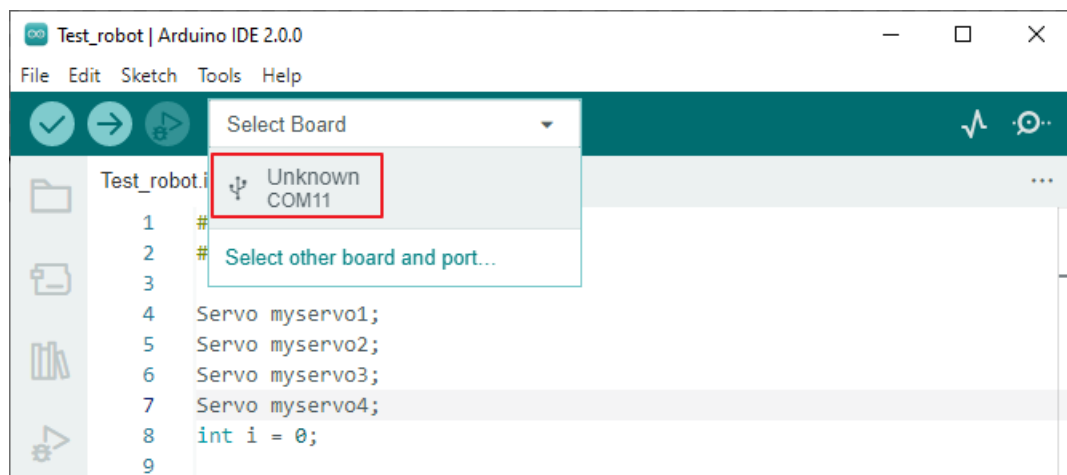 Test_robot | Arduino IDE 2.0.0
File Edit Sketch Tools Help
Select Board
Unknown
COM11
Select other board and port...
Test_robot.i
...
1 #
2 #
3
4 Servo myservo1;
5 Servo myservo2;
6 Servo myservo3;
7 Servo myservo4;
8 int i = 0;
9